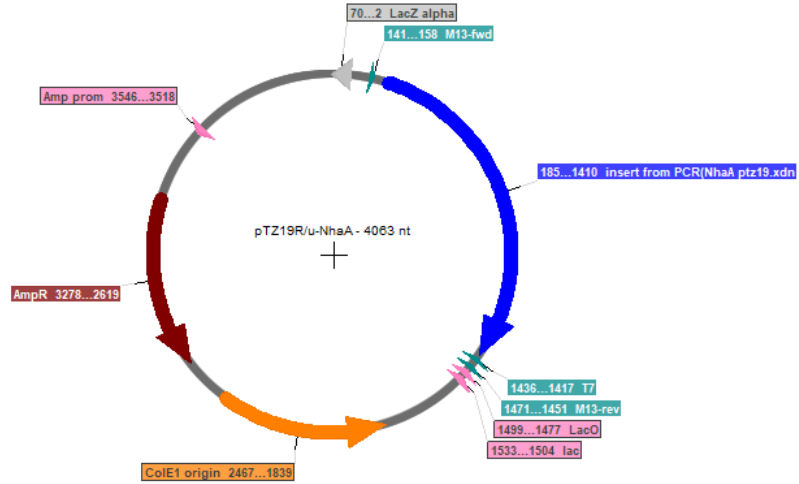 70...2 LacZ alpha
141...158 M13-fwd
Amp prom 3546...3518
185...1410 insert from PCR(NhaA ptz19.xdn
pTZ19R/u-NhaA - 4063 nt
AmpR 3278...2619
1436...1417 T7
1471...1451 M13-rev
1499...1477 LacO
1533...1504 lac
ColE1 origin 2467...1839